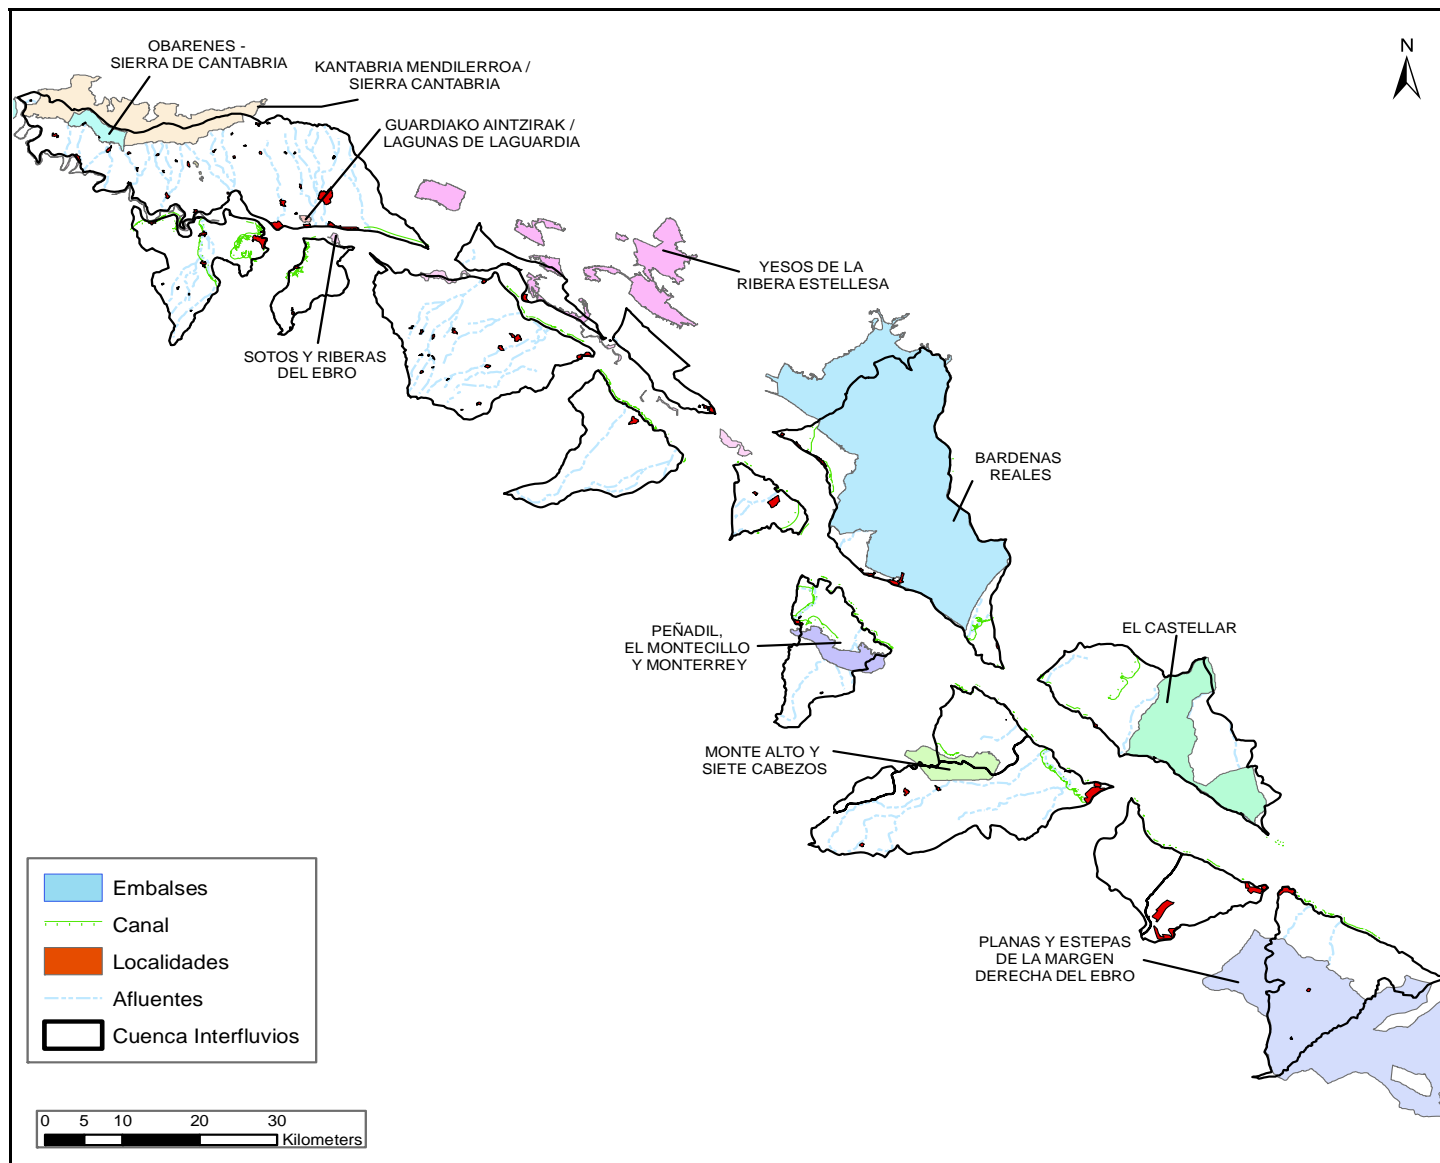 OBARENES -
SIERRA DE CANTABRIA
KANTABRIA MENDILERROA /
SIERRA CANTABRIA
GUARDIAKO AINTZIRAK /
LAGUNAS DE LAGUARDIA
N
YESOS DE LA
RIBERA ESTELLESA
SOTOS Y RIBERAS
DEL EBRO
BARDENAS
REALES
PEÑADIL,
EL MONTECILLO
Y MONTERREY
EL CASTELLAR
MONTE ALTO Y
SIETE CABEZOS
PLANAS Y ESTEPAS
DE LA MARGEN
DERECHA DEL EBRO
Embalses
Canal
Localidades
Afluentes
Cuenca Interfluvios
0 5 10 20 30
Kilometers